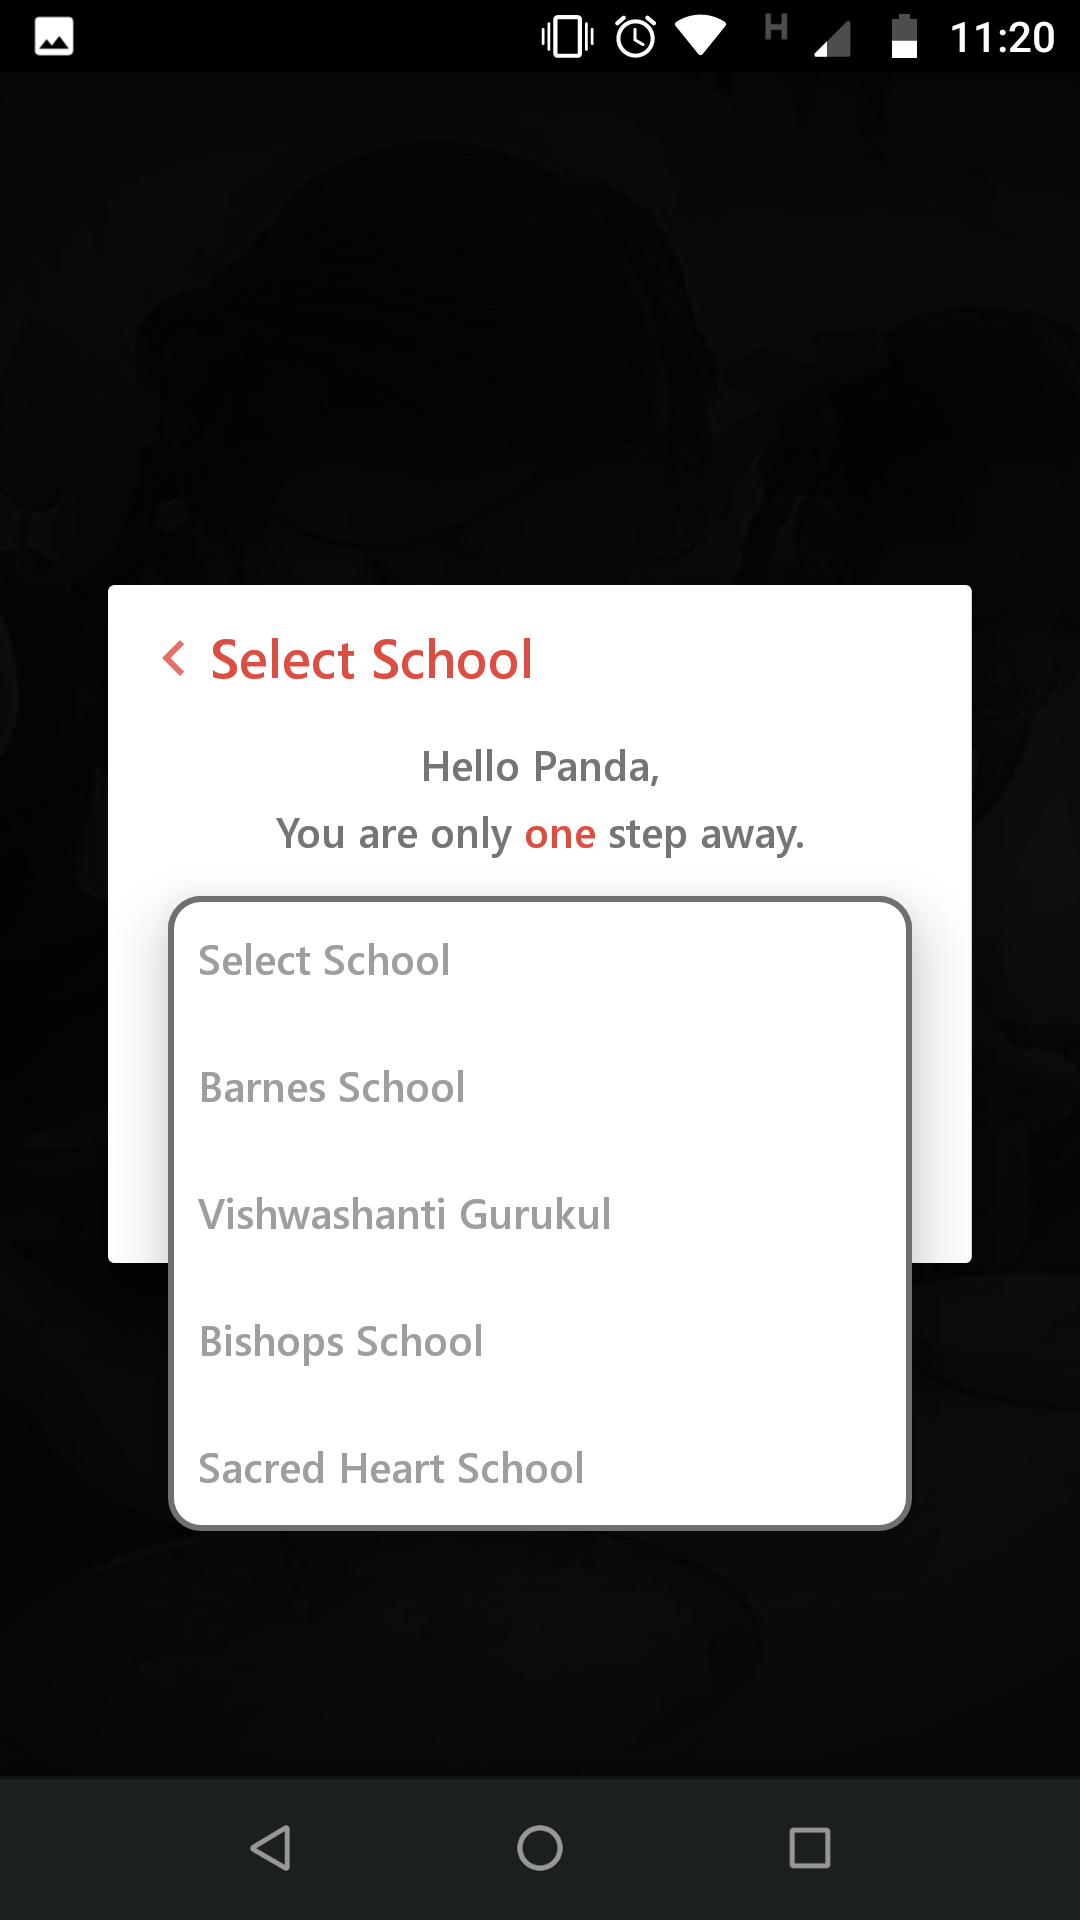 H 11:20
Select School
Hello Panda,
You are only one step away.
Select School
Barnes School
Vishwashanti Gurukul
Bishops School
Sacred Heart School